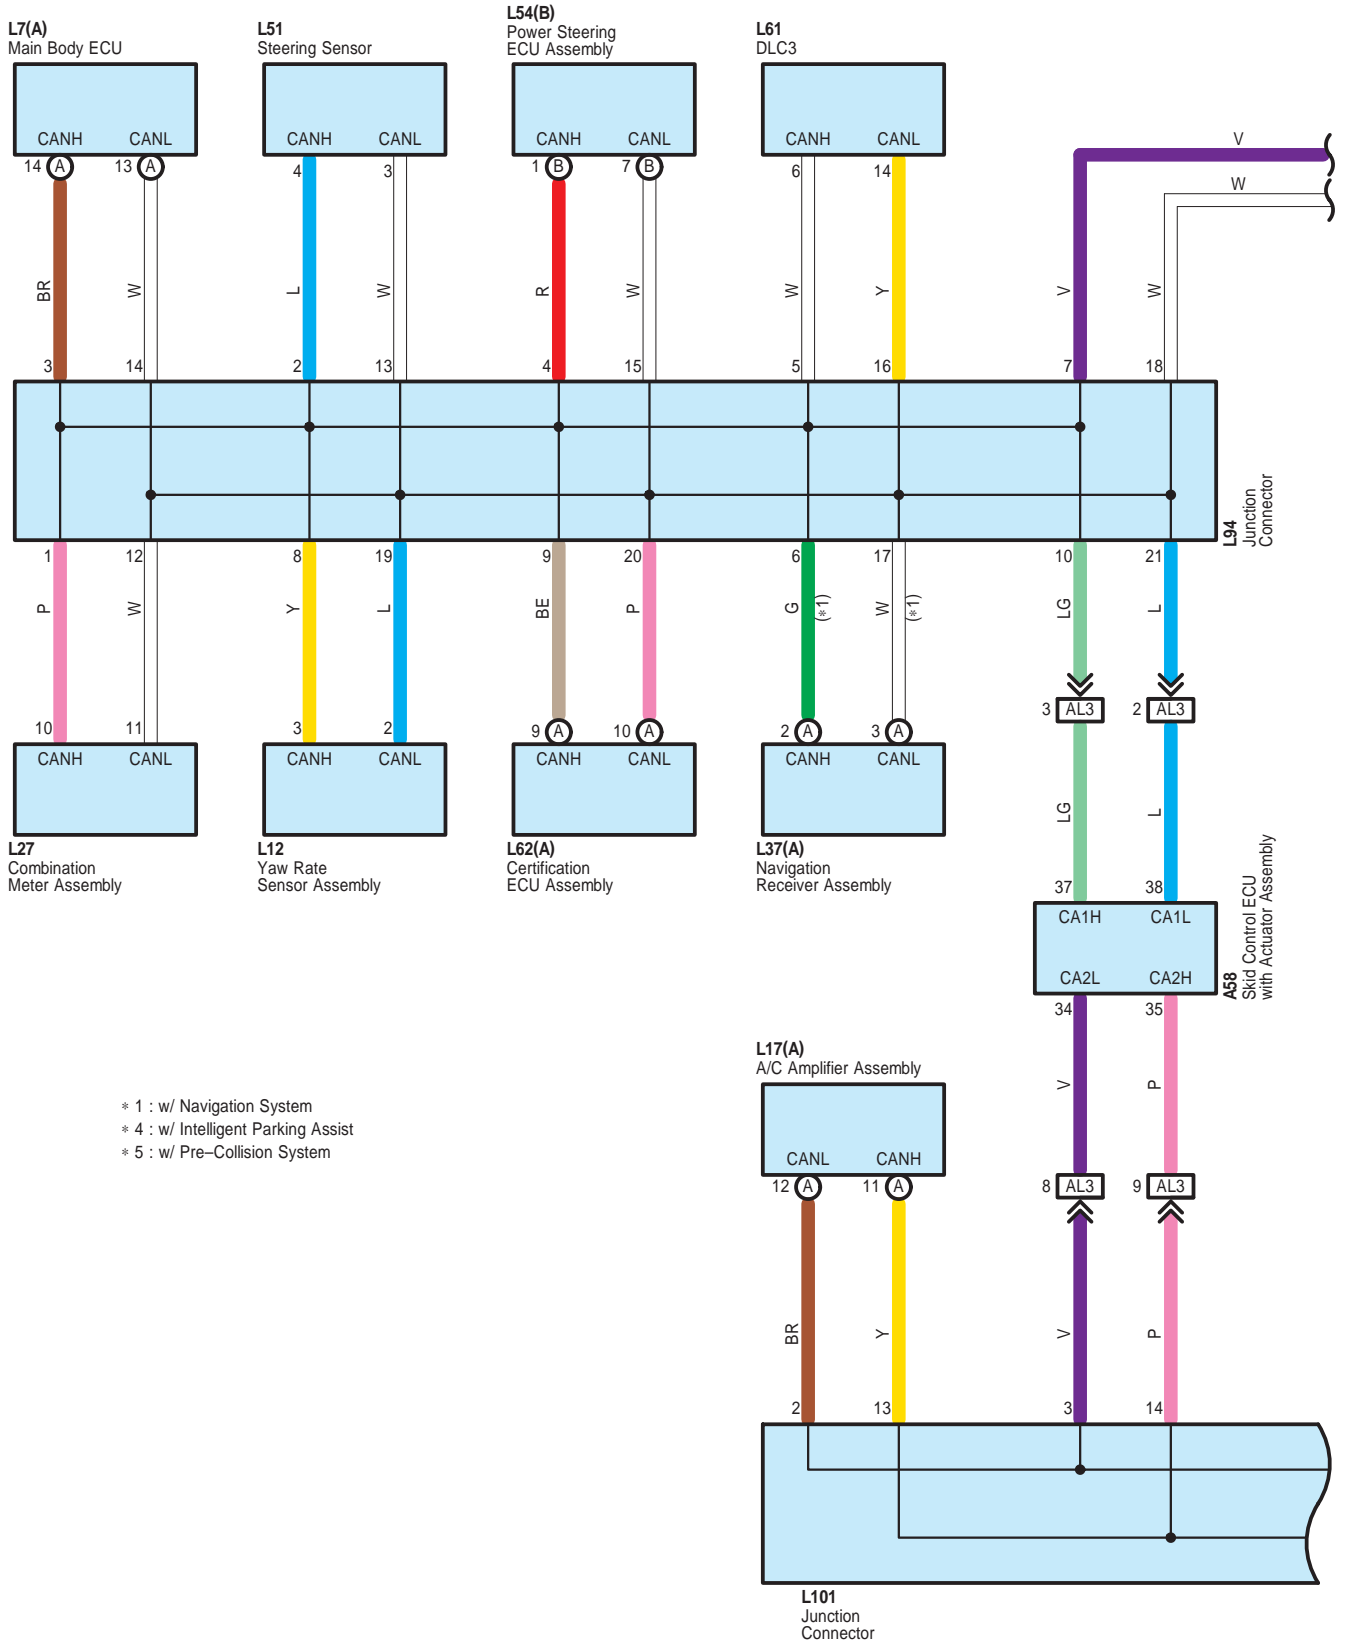 L7(A)
Main Body ECU
L51
Steering Sensor
L54(B)
Power Steering
ECU Assembly
L61
DLC3
CANH CANL
CANH CANL
CANH CANL
CANH CANL
14 A 13 A
4 3
1 B 7 B
6 14
V
W
BR W L W R W W Y V W
3 14 2 13 4 15 5 16 7 18
L94
Junction
Connector
1 12 8 19 9 20 6 17 10 21
P W Y L BE P G (*1) W (*1) LG L
3 AL3 2 AL3
10 11 3 2 9 A 10 A 2 A 3 A
CANH CANL
CANH CANL
CANH CANL
CANH CANL
LG L
L27
Combination
Meter Assembly
L12
Yaw Rate
Sensor Assembly
L62(A)
Certification
ECU Assembly
L37(A)
Navigation
Receiver Assembly
37 38
CA1H CA1L
CA2L CA2H
A58
Skid Control ECU
with Actuator Assembly
34 35
V P
L17(A)
A/C Amplifier Assembly
CANL CANH
12 A 11 A
8 AL3 9 AL3
* 1 : w/ Navigation System
* 4 : w/ Intelligent Parking Assist
* 5 : w/ Pre–Collision System
BR Y V P
2 13 3 14
L101
Junction
Connector